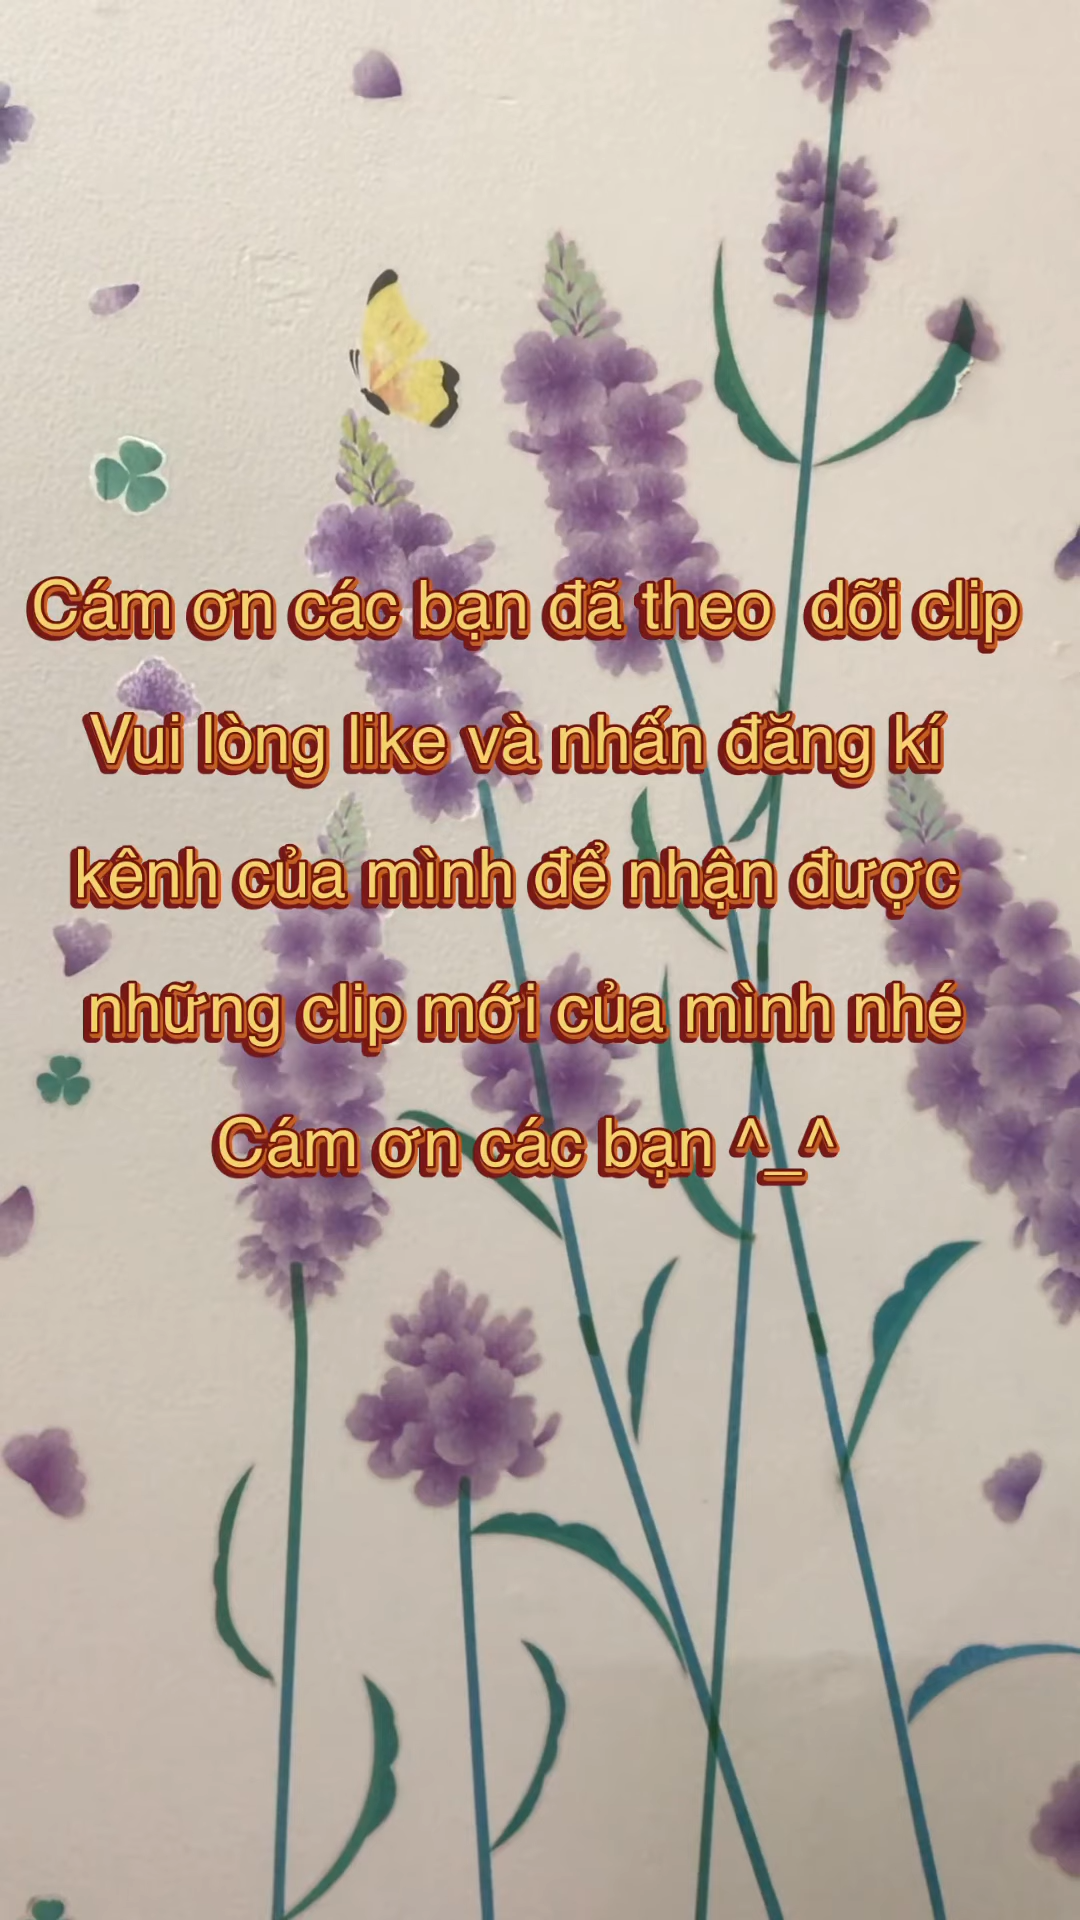 Cám ơn các bạn đã theo dõi clip
Vui lòng like và nhấn đăng kí
kênh của mình để nhận được
những clip mới của mình nhé
Cám ơn các bạn ^_^